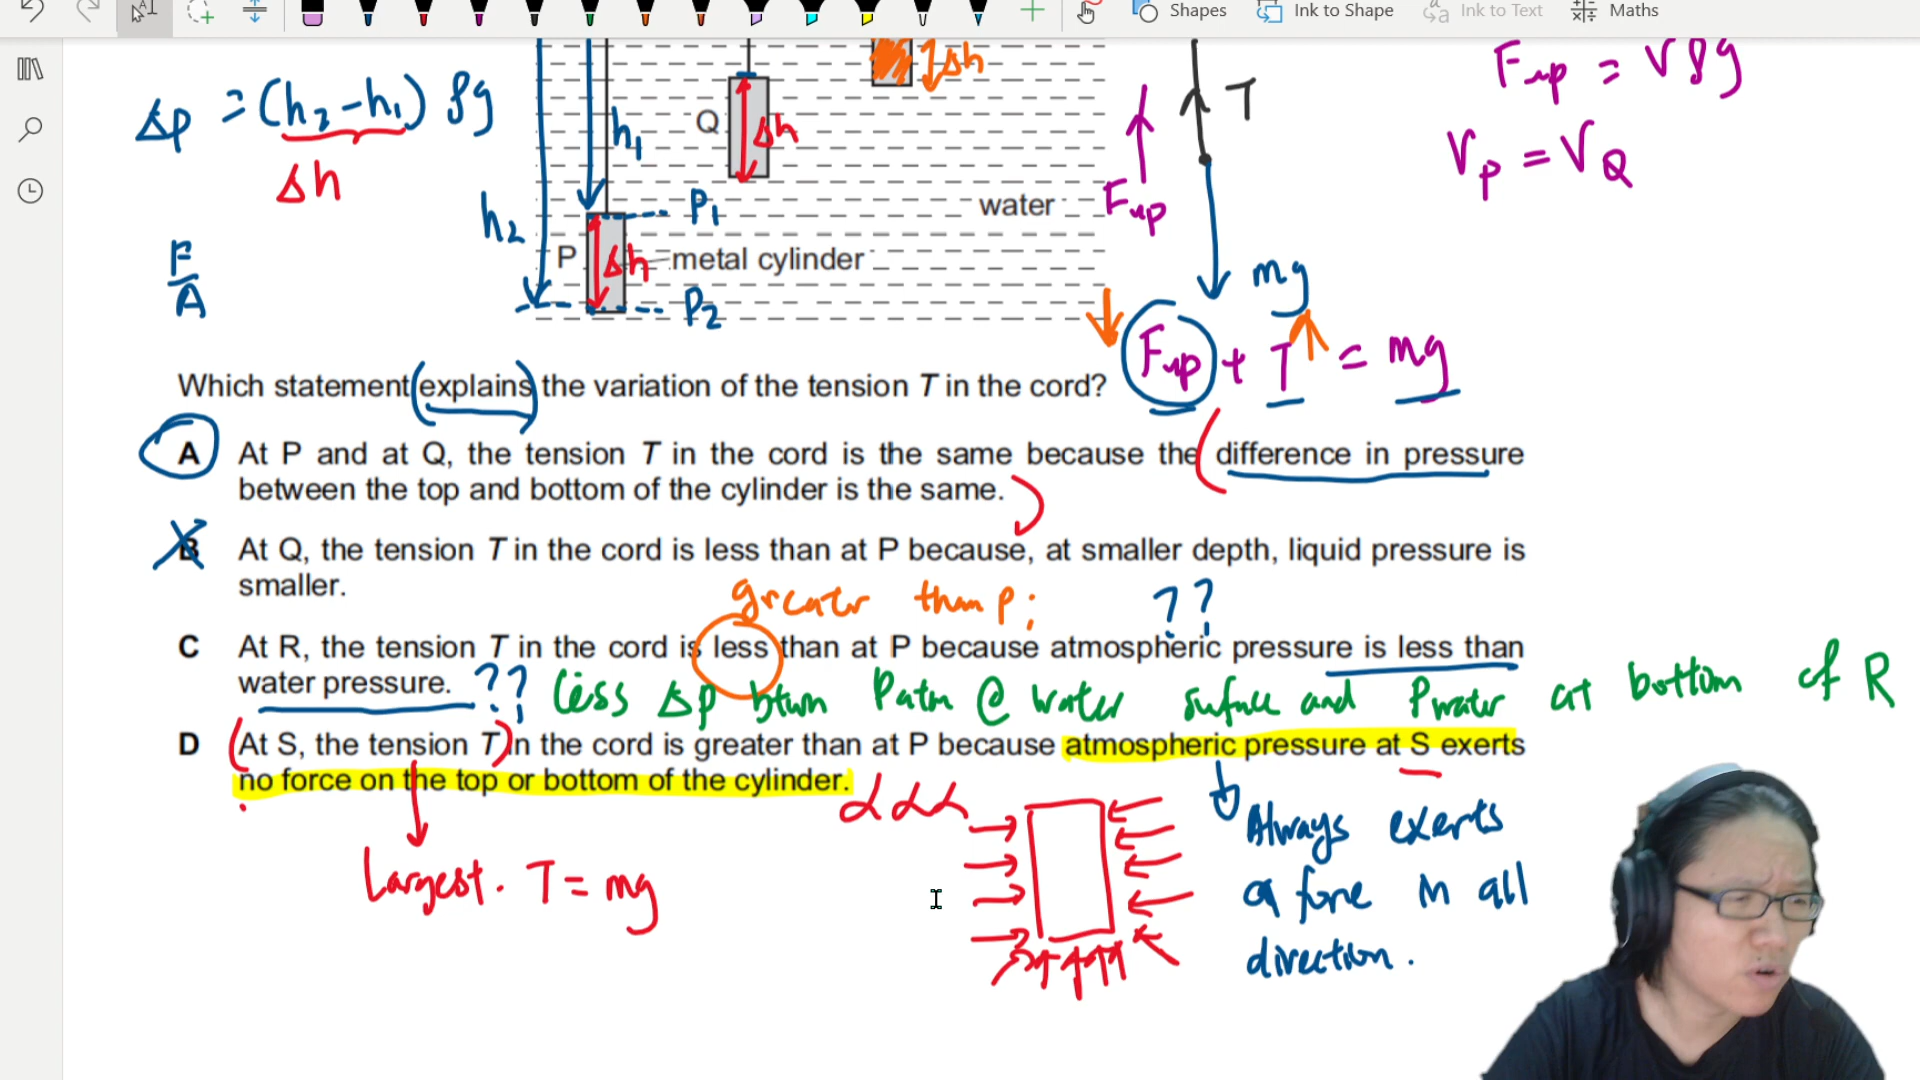 Shapes
Ink to Shape
Ink to Text
Maths
Δp = (h₂ - h₁) ρg
Δh
F
A
h₂
h₁
Q
Δh
Δh
P₁
water
P
Δh
metal cylinder
P₂
T
Fup
mg
Fup = Vρg
Vp = VQ
Fup + T = mg
Which statement explains the variation of the tension T in the cord?
A At P and at Q, the tension T in the cord is the same because the difference in pressure
between the top and bottom of the cylinder is the same.
B At Q, the tension T in the cord is less than at P because, at smaller depth, liquid pressure is
smaller.
greater than p;
??
C At R, the tension T in the cord is less than at P because atmospheric pressure is less than
water pressure.
?? Less Δp btwn Patm @ water surface and Pwater at bottom of R
D At S, the tension T in the cord is greater than at P because atmospheric pressure at S exerts
no force on the top or bottom of the cylinder.
Largest. T = mg
Always exerts
a force in all
direction.